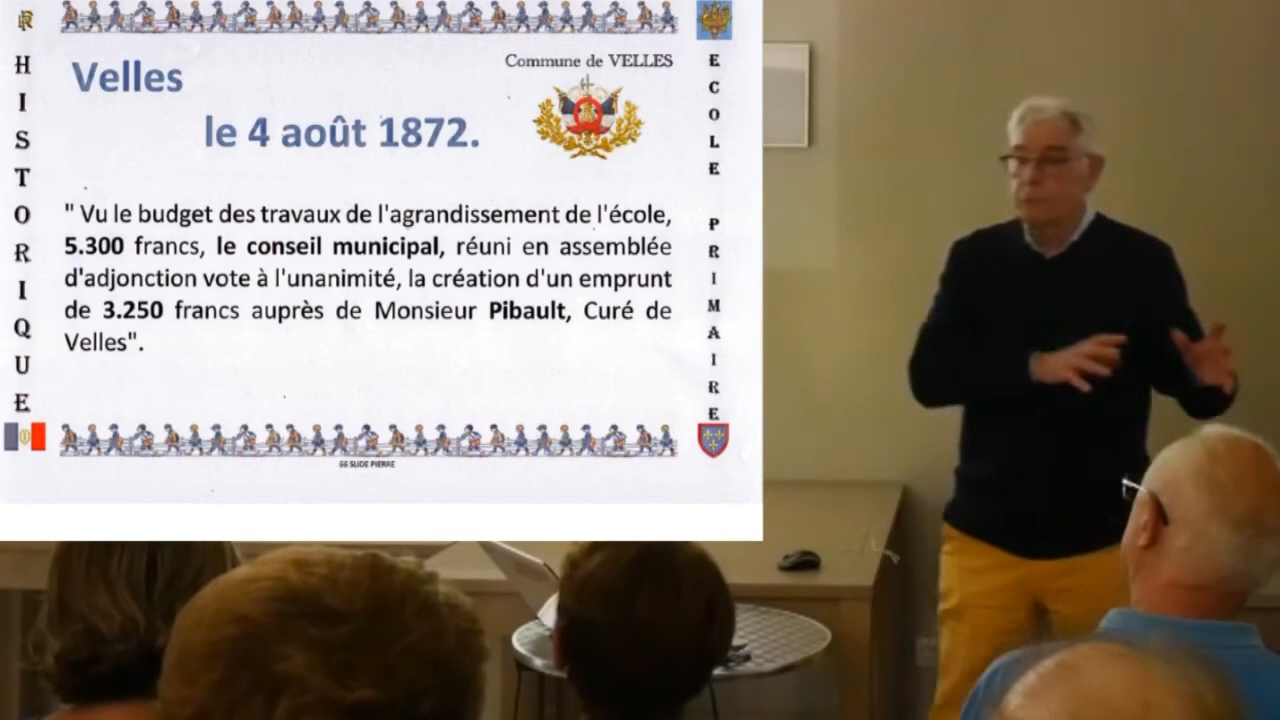 HISTORIQUE
Velles
le 4 août 1872.
Commune de VELLES
" Vu le budget des travaux de l'agrandissement de l'école,
5.300 francs, le conseil municipal, réuni en assemblée
d'adjonction vote à l'unanimité, la création d'un emprunt
de 3.250 francs auprès de Monsieur Pibault, Curé de
Velles".
66 SLIDE PIERRE
ECOLE PRIMAIRE